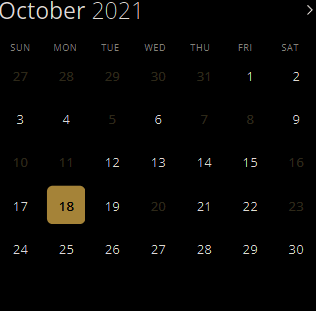 October 2021
SUN MON TUE WED THU FRI SAT
27 28 29 30 31 1 2
3 4 5 6 7 8 9
10 11 12 13 14 15 16
17 18 19 20 21 22 23
24 25 26 27 28 29 30